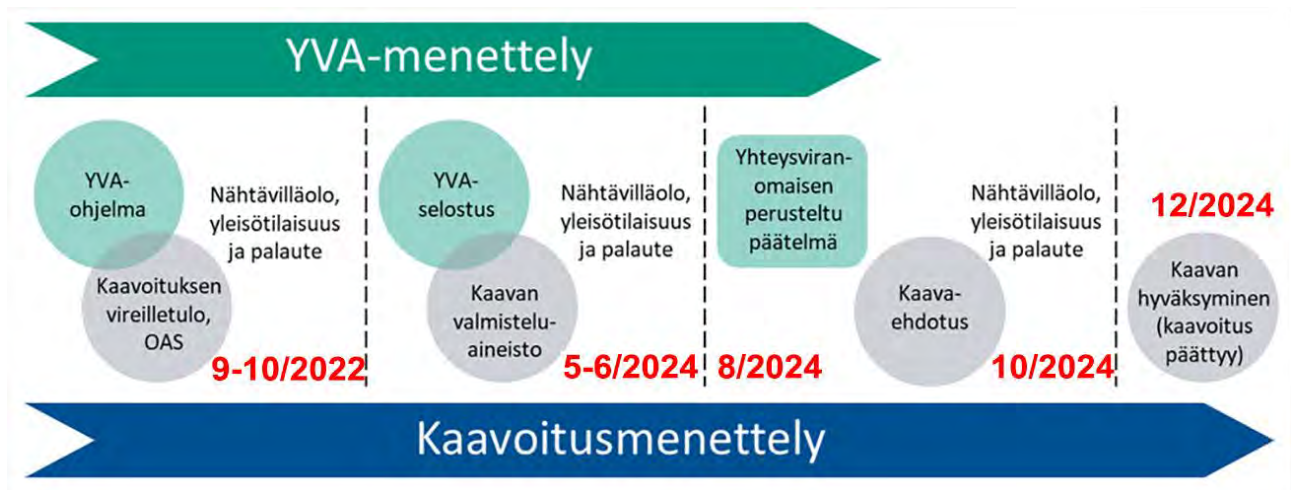 YVA-menettely
YVA-
ohjelma
Kaavoituksen
vireilletulo,
OAS
Nähtävilläolo,
yleisötilaisuus
ja palaute
9-10/2022
YVA-
selostus
Kaavan
valmistelu-
aineisto
Nähtävilläolo,
yleisötilaisuus
ja palaute
5-6/2024
Yhteysviran-
omaisen
perusteltu
päätelmä
8/2024
Kaava-
ehdotus
Nähtävilläolo,
yleisötilaisuus
ja palaute
10/2024
12/2024
Kaavan
hyväksyminen
(kaavoitus
päättyy)
Kaavoitusmenettely